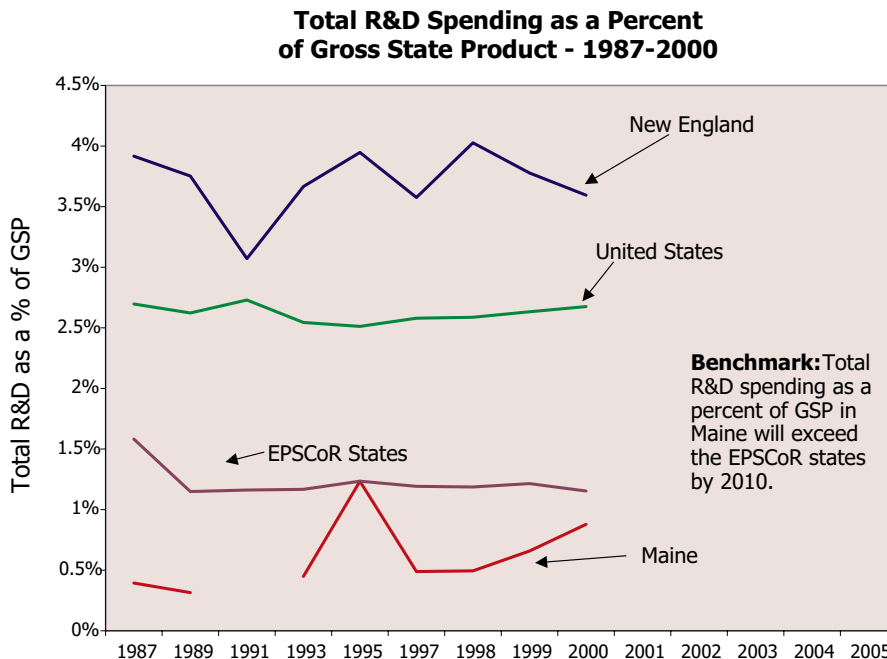 Total R&D Spending as a Percent
of Gross State Product - 1987-2000
Total R&D as a % of GSP
4.5%
4%
3.5%
3%
2.5%
2%
1.5%
1%
0.5%
0%
New England
United States
EPSCoR States
Maine
Benchmark:Total
R&D spending as a
percent of GSP in
Maine will exceed
the EPSCoR states
by 2010.
1987 1989 1991 1993 1995 1997 1998 1999 2000 2001 2002 2003 2004 2005